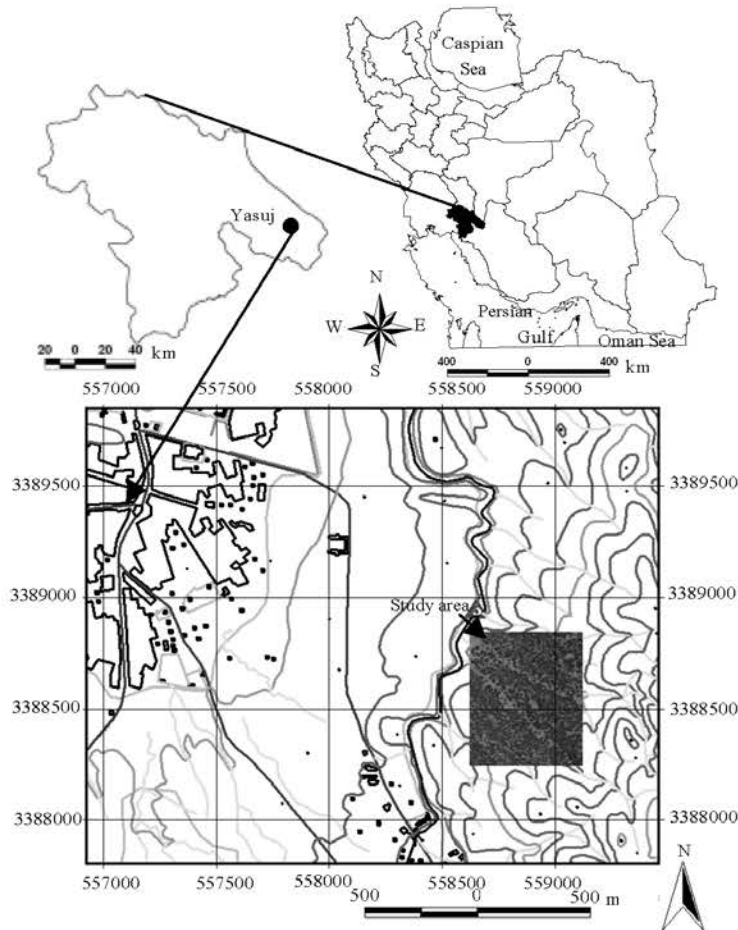 Caspian
Sea
Yasuj
N
W E
S
Persian
Gulf
Oman Sea
20 0 20 40 km
400 0 400
km
557000 557500 558000 558500 559000
3389500 3389500
3389000 3389000
Study area
3388500 3388500
3388000 3388000
557000 557500 558000 558500 559000
500 0 500 m
N